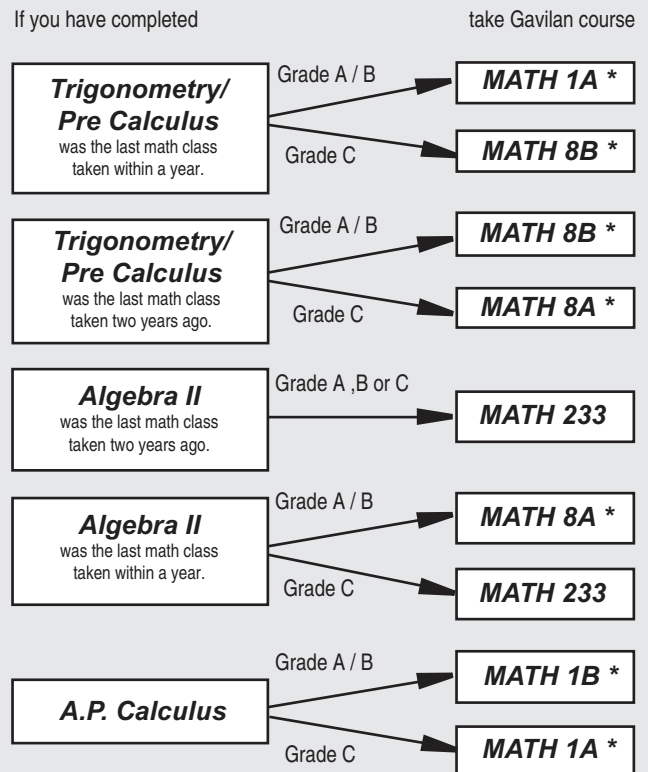 If you have completed
take Gavilan course
Trigonometry/
Pre Calculus
was the last math class
taken within a year.
Grade A / B
MATH 1A *
Grade C
MATH 8B *
Trigonometry/
Pre Calculus
was the last math class
taken two years ago.
Grade A / B
MATH 8B *
Grade C
MATH 8A *
Algebra II
was the last math class
taken two years ago.
Grade A ,B or C
MATH 233
Algebra II
was the last math class
taken within a year.
Grade A / B
MATH 8A *
Grade C
MATH 233
A.P. Calculus
Grade A / B
MATH 1B *
Grade C
MATH 1A *